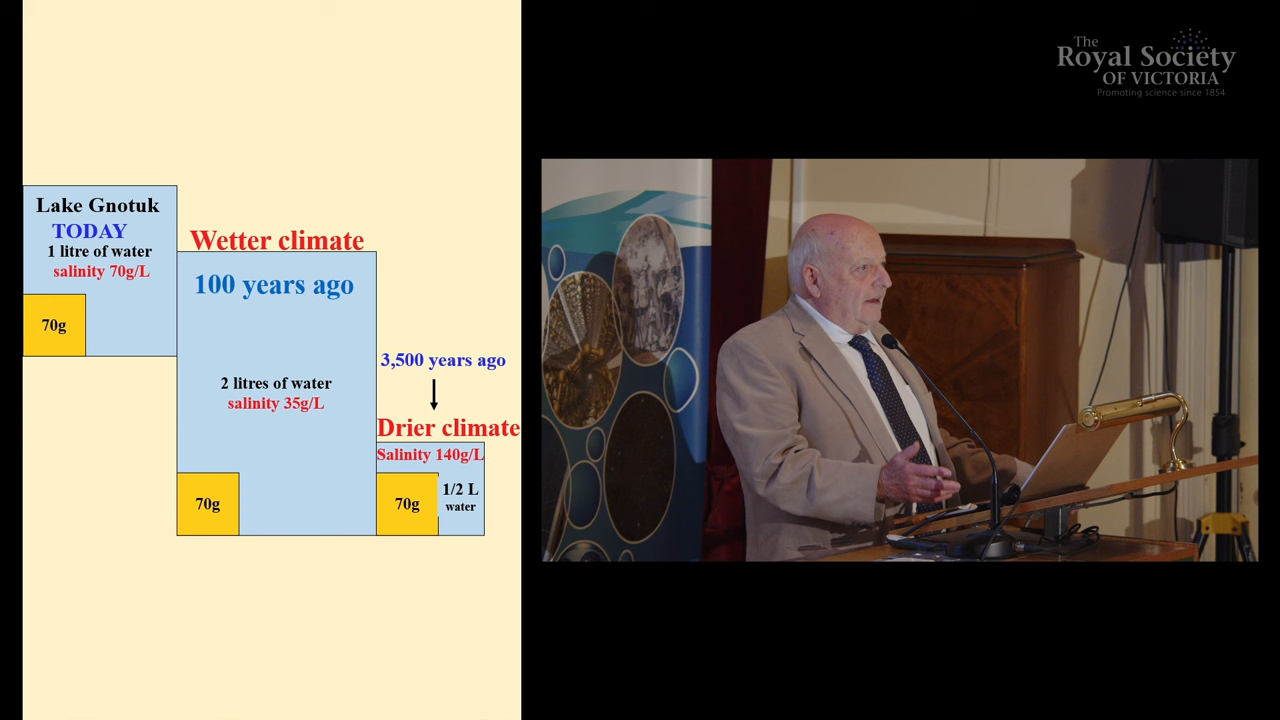 Lake Gnotuk
TODAY
1 litre of water
salinity 70g/L
70g
Wetter climate
100 years ago
2 litres of water
salinity 35g/L
70g
3,500 years ago
Drier climate
Salinity 140g/L
70g
1/2 L
water
The
Royal Society
OF VICTORIA
Promoting science since 1854